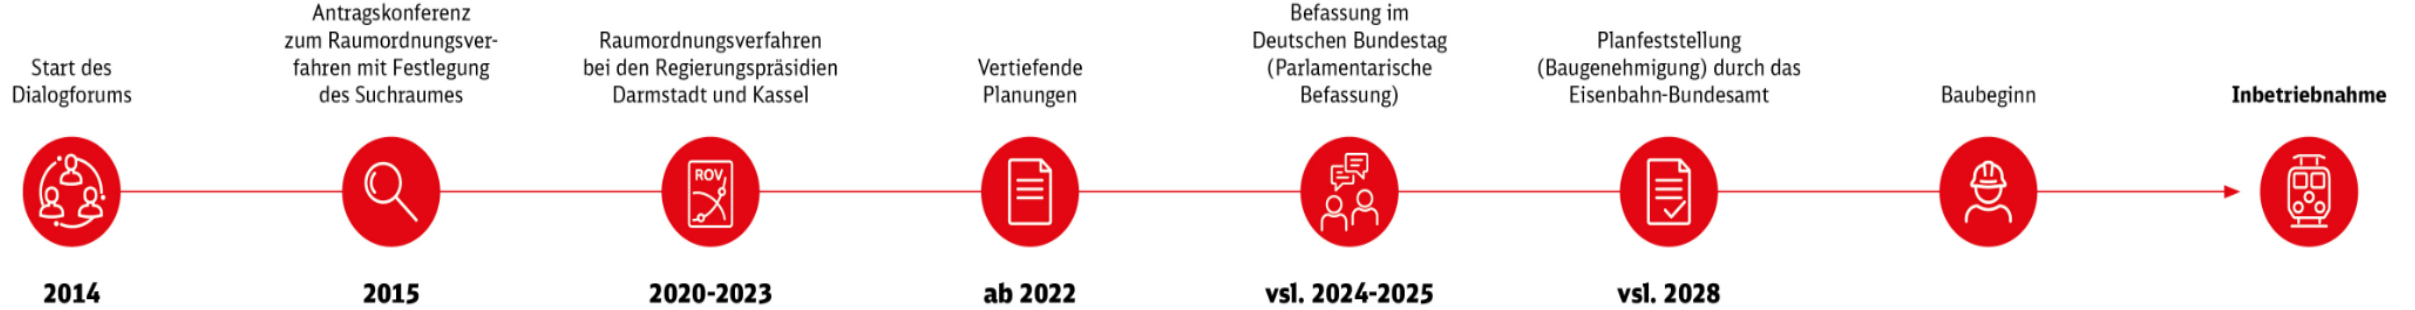 Start des
Dialogforums
2014
Antragskonferenz
zum Raumordnungsver-
fahren mit Festlegung
des Suchraumes
2015
Raumordnungsverfahren
bei den Regierungspräsidien
Darmstadt und Kassel
ROV
2020-2023
Vertiefende
Planungen
ab 2022
Befassung im
Deutschen Bundestag
(Parlamentarische
Befassung)
vsl. 2024-2025
Planfeststellung
(Baugenehmigung) durch das
Eisenbahn-Bundesamt
vsl. 2028
Baubeginn
Inbetriebnahme